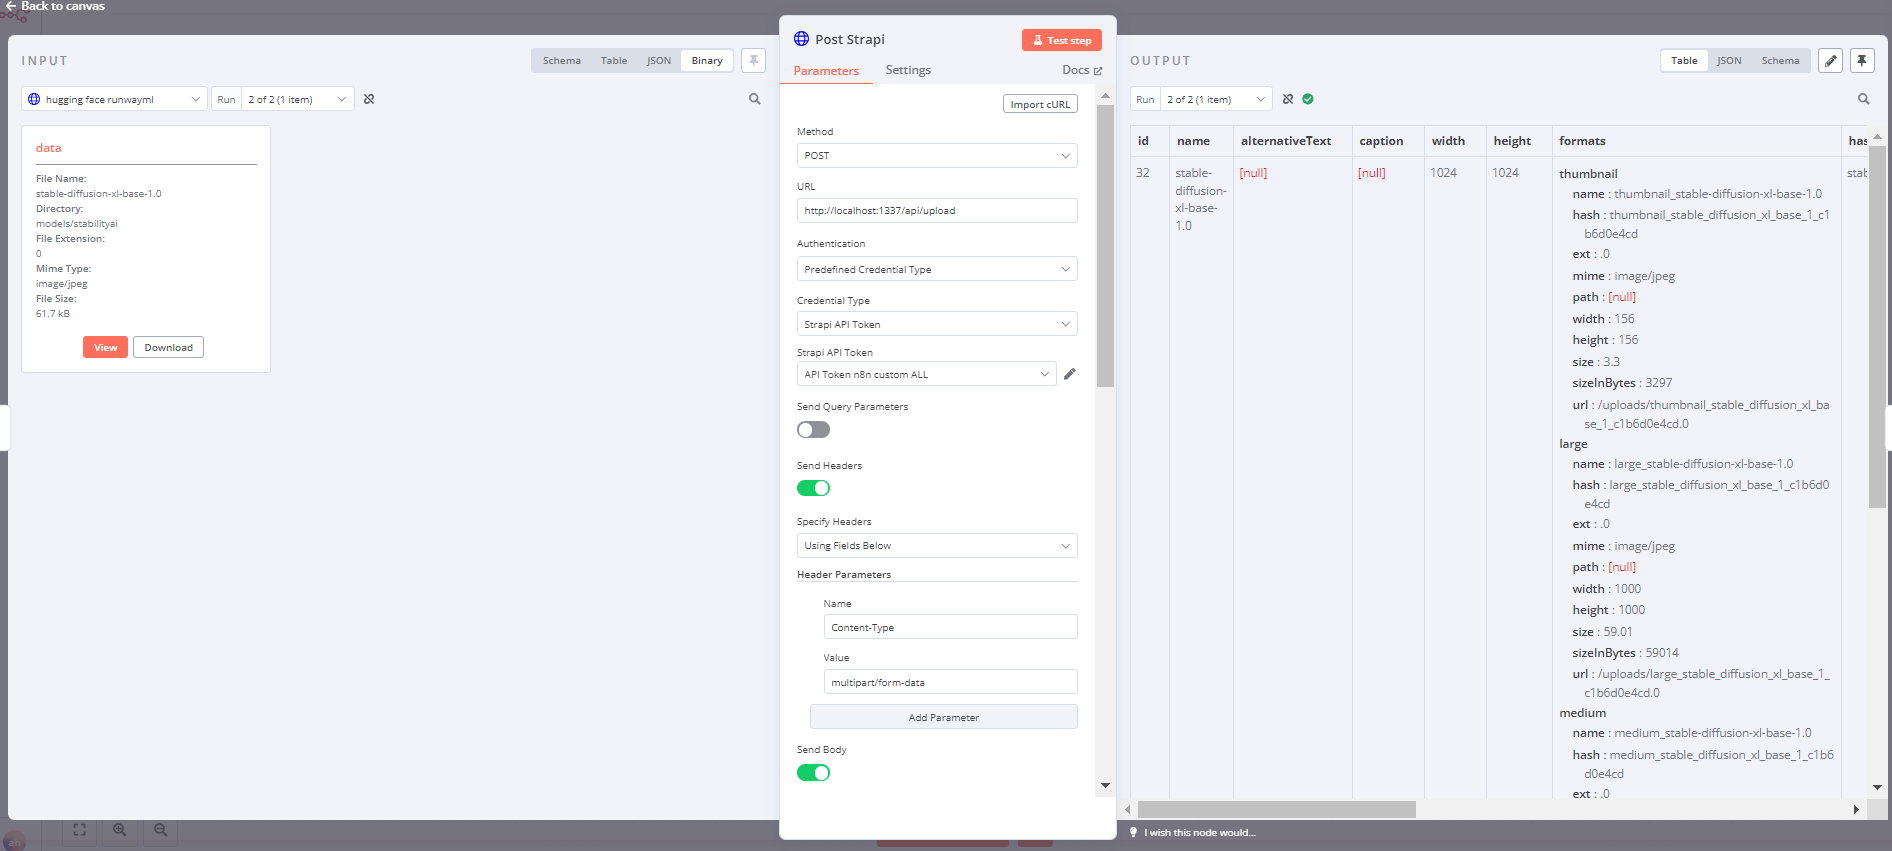 Back to canvas
INPUT
Schema
Table
JSON
Binary
hugging face runwayml
Run
2 of 2 (1 item)
data
File Name:
stable-diffusion-xl-base-1.0
Directory:
models/stabilityai
File Extension:
0
Mime Type:
image/jpeg
File Size:
61.7 kB
View
Download
Post Strapi
Test step
Parameters
Settings
Docs
Import cURL
Method
POST
URL
http://localhost:1337/api/upload
Authentication
Predefined Credential Type
Credential Type
Strapi API Token
Strapi API Token
API Token n8n custom ALL
Send Query Parameters
Send Headers
Specify Headers
Using Fields Below
Header Parameters
Name
Content-Type
Value
multipart/form-data
Add Parameter
Send Body
OUTPUT
Table
JSON
Schema
Run
2 of 2 (1 item)
id
name
alternativeText
caption
width
height
formats
has
32
stable-
diffusion-
xl-base-
1.0
[null]
[null]
1024
1024
stab
thumbnail
name : thumbnail_stable-diffusion-xl-base-1.0
hash : thumbnail_stable_diffusion_xl_base_1_c1
b6d0e4cd
ext : .0
mime : image/jpeg
path : [null]
width : 156
height : 156
size : 3.3
sizeInBytes : 3297
url : /uploads/thumbnail_stable_diffusion_xl_ba
se_1_c1b6d0e4cd.0
large
name : large_stable-diffusion-xl-base-1.0
hash : large_stable_diffusion_xl_base_1_c1b6d0
e4cd
ext : .0
mime : image/jpeg
path : [null]
width : 1000
height : 1000
size : 59.01
sizeInBytes : 59014
url : /uploads/large_stable_diffusion_xl_base_1_
c1b6d0e4cd.0
medium
name : medium_stable-diffusion-xl-base-1.0
hash : medium_stable_diffusion_xl_base_1_c1b6
d0e4cd
ext : .0
I wish this node would...